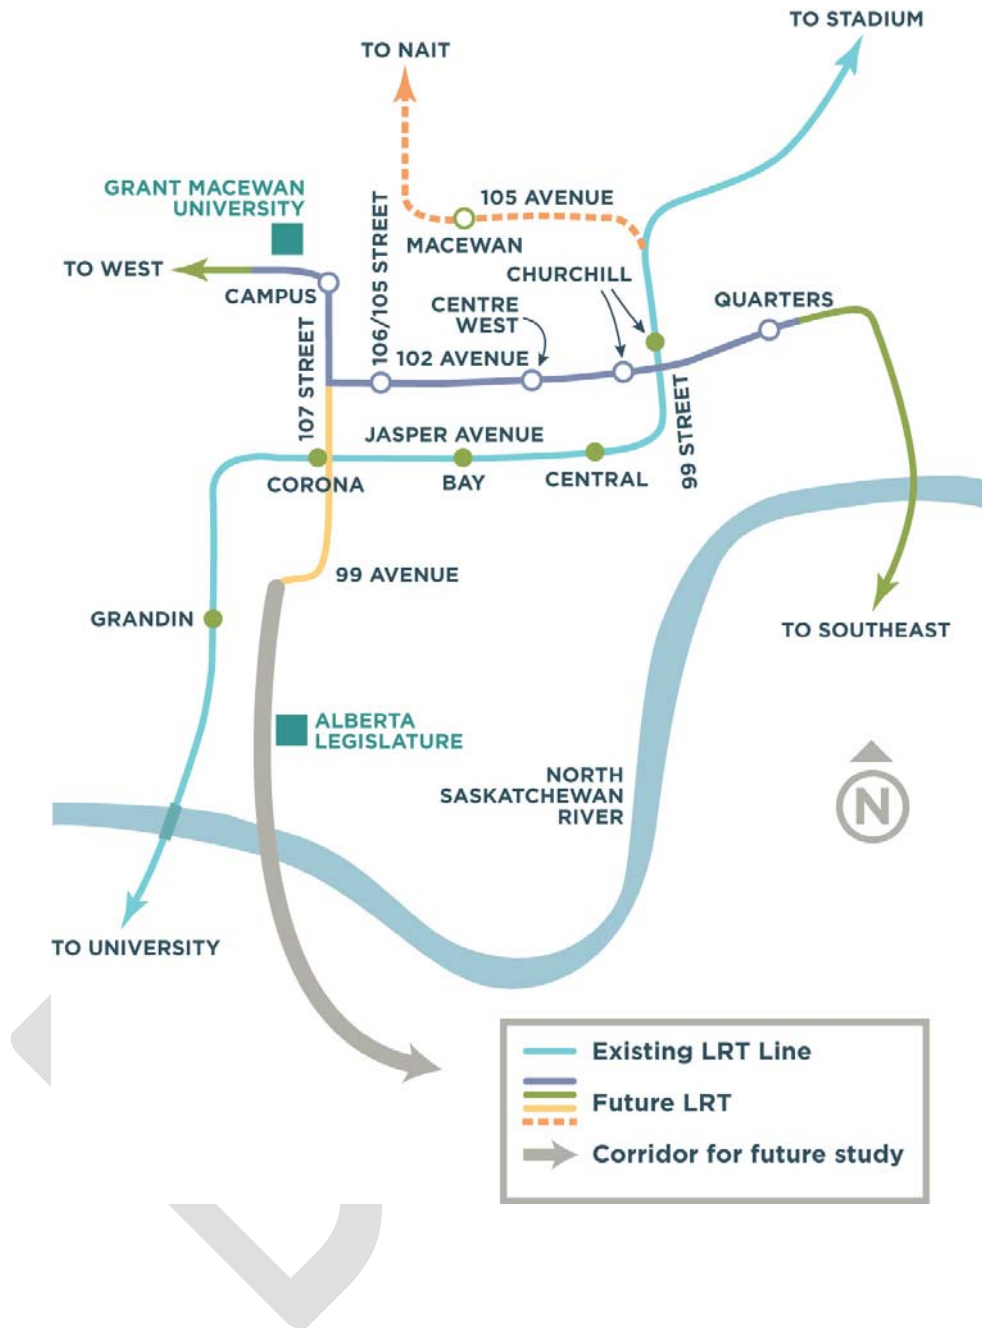 TO STADIUM
TO NAIT
GRANT MACEWAN
UNIVERSITY
105 AVENUE
MACEWAN
106/105 STREET
TO WEST
CAMPUS
CHURCHILL
CENTRE
WEST
QUARTERS
102 AVENUE
107 STREET
JASPER AVENUE
99 STREET
CORONA
BAY
CENTRAL
99 AVENUE
GRANDIN
TO SOUTHEAST
ALBERTA
LEGISLATURE
NORTH
SASKATCHEWAN
RIVER
N
TO UNIVERSITY
Existing LRT Line
Future LRT
Corridor for future study